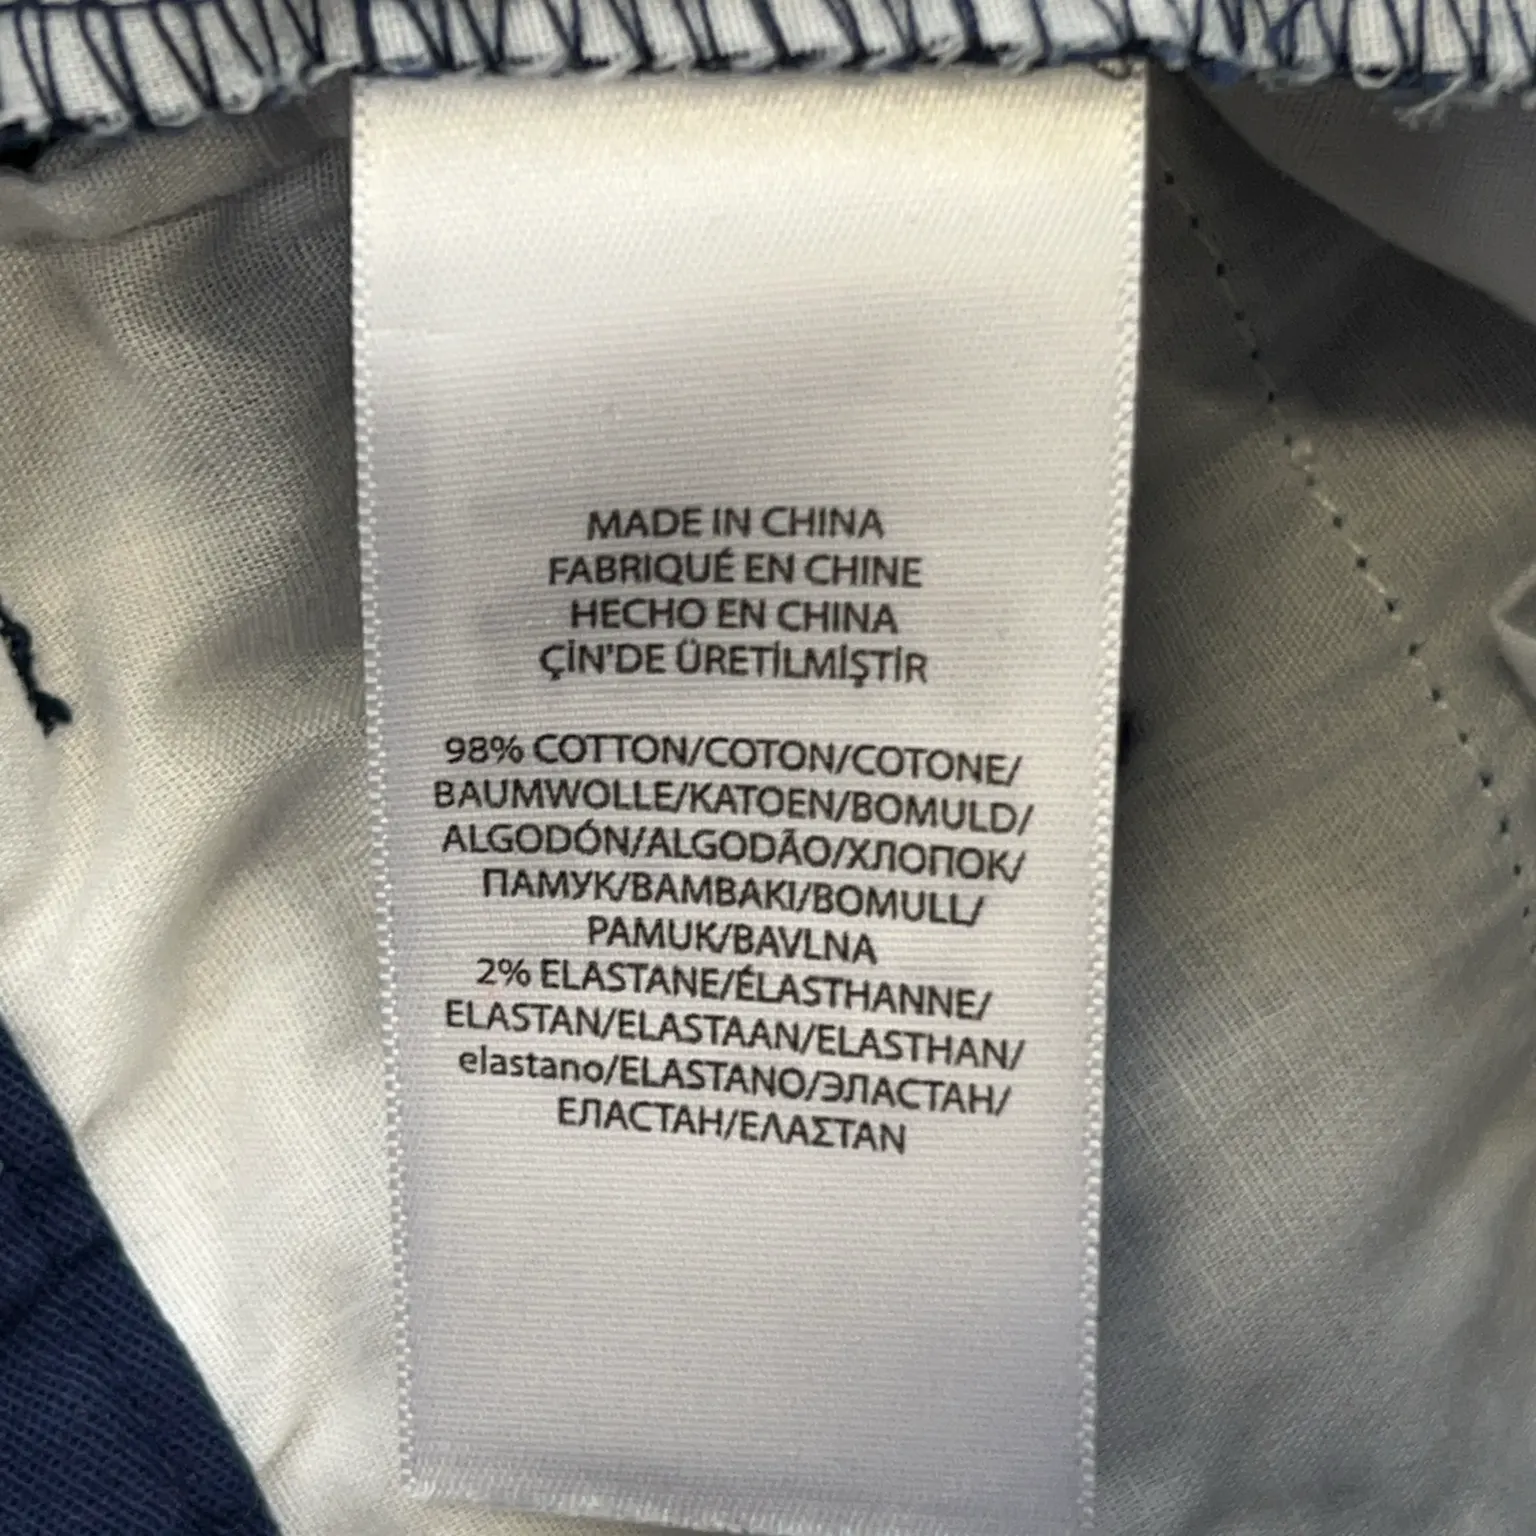 MADE IN CHINA
FABRIQUÉ EN CHINE
HECHO EN CHINA
ÇİN'DE ÜRETİLMİŞTİR
98% COTTON/COTON/COTONE/
BAUMWOLLE/KATOEN/BOMULD/
ALGODÓN/ALGODÃO/ХЛОПОК/
ПАМУК/BAMBAKI/BOMULL/
PAMUK/BAVLNA
2% ELASTANE/ÉLASTHANNE/
ELASTAN/ELASTAAN/ELASTHAN/
elastano/ELASTANO/ЭЛАСТАН/
ЕЛАСТАН/ΕΛΑΣΤΑΝ